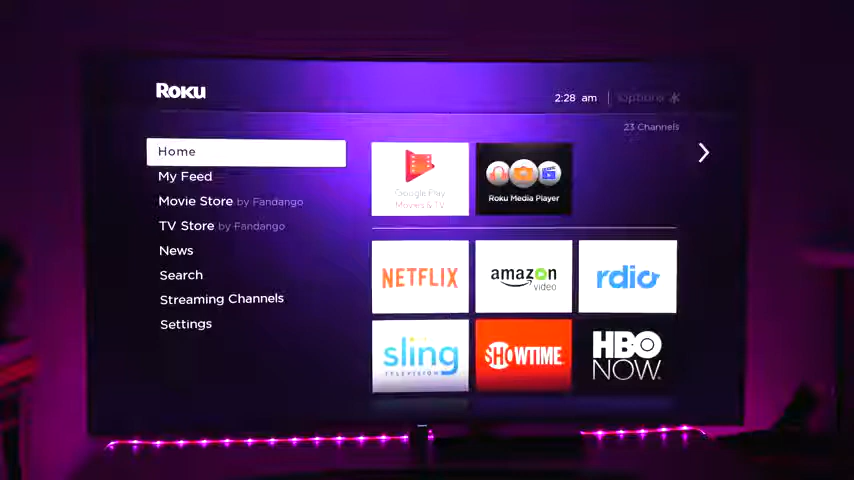 Roku
2:28 am
Options
23 Channels
Home
My Feed
Movie Store by Fandango
TV Store by Fandango
News
Search
Streaming Channels
Settings
Google Play
Movies & TV
Roku Media Player
NETFLIX
amazon
video
rdio
sling
TELEVISION
SHOWTIME
HBO
NOW